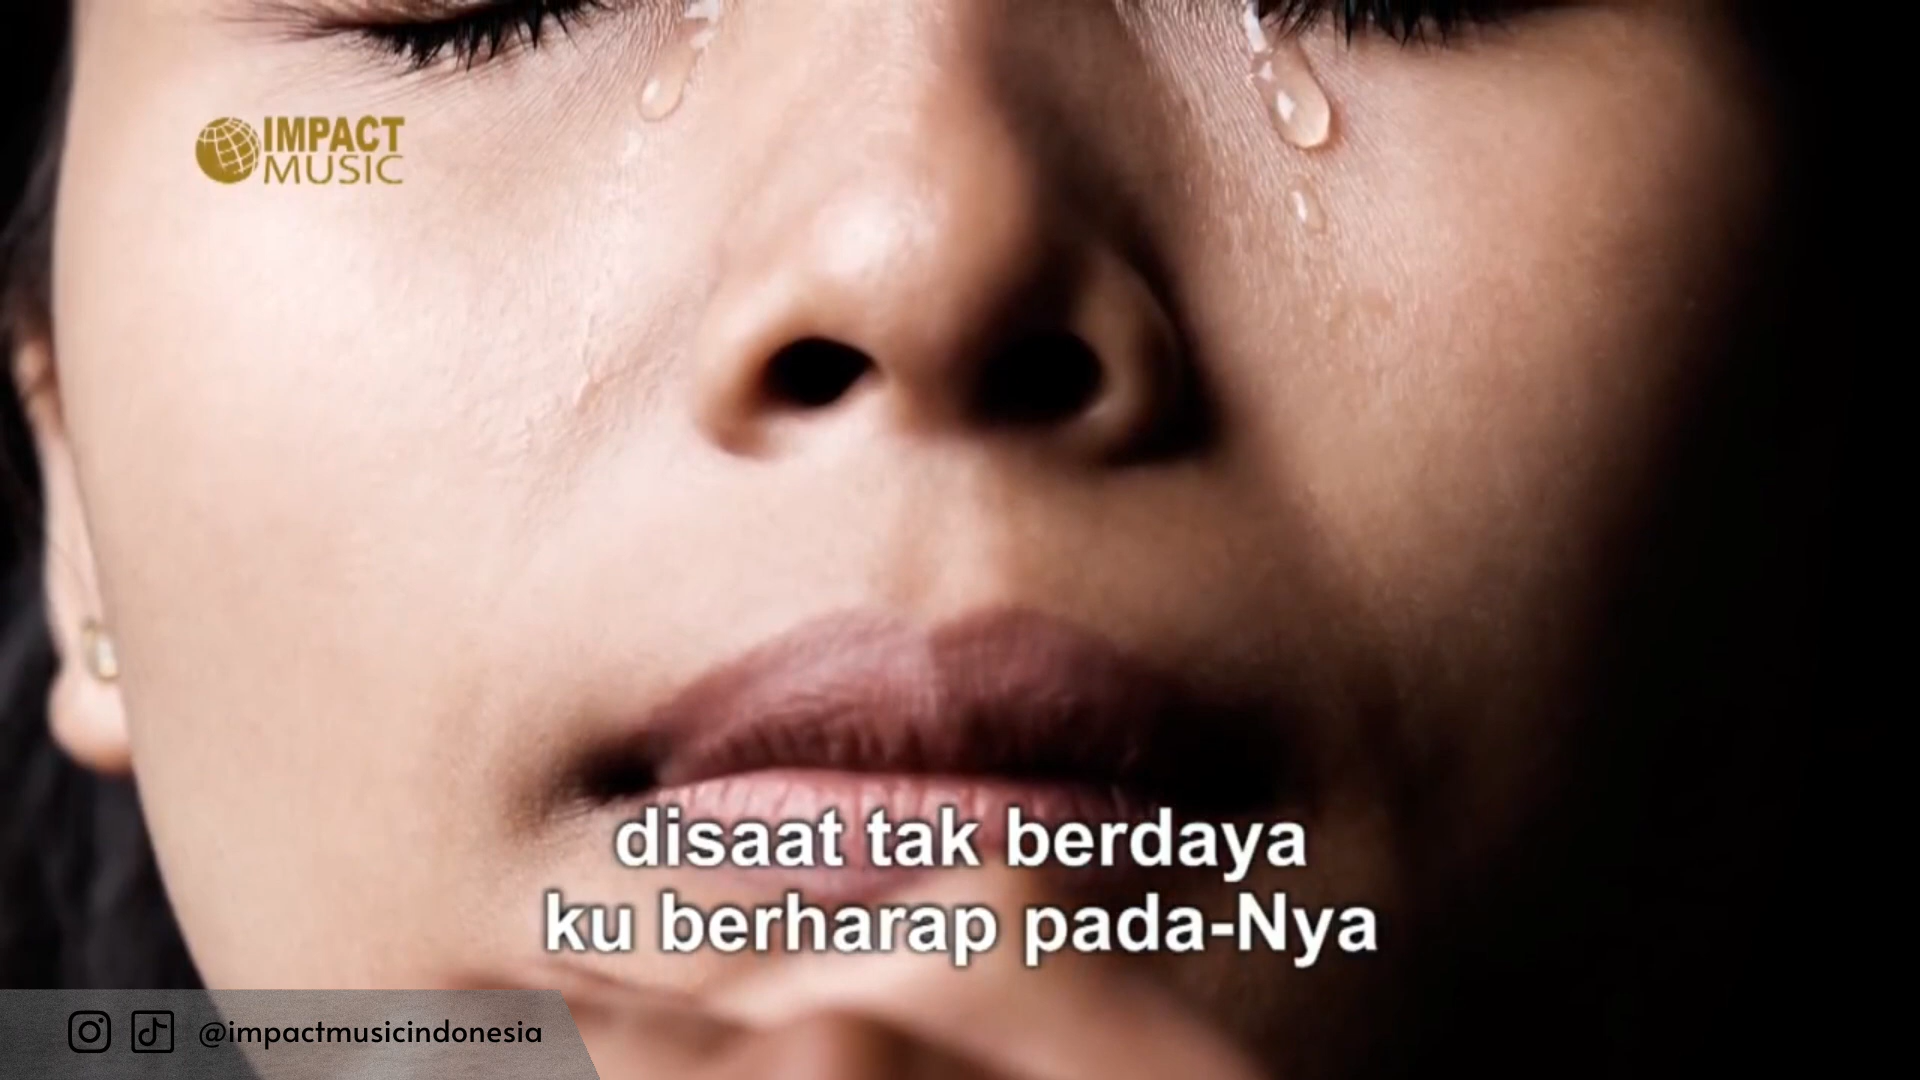 IMPACT
MUSIC
disaat tak berdaya
ku berharap pada-Nya
@impactmusicindonesia